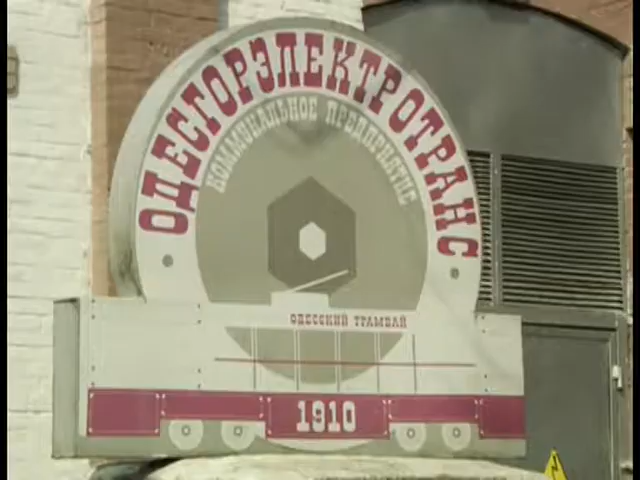 ОДЕСГОРЭЛЕКТРОТРАНС
КОММУНАЛЬНОЕ ПРЕДПРИЯТИЕ
ОДЕССКИЙ ТРАМВАЙ
1910